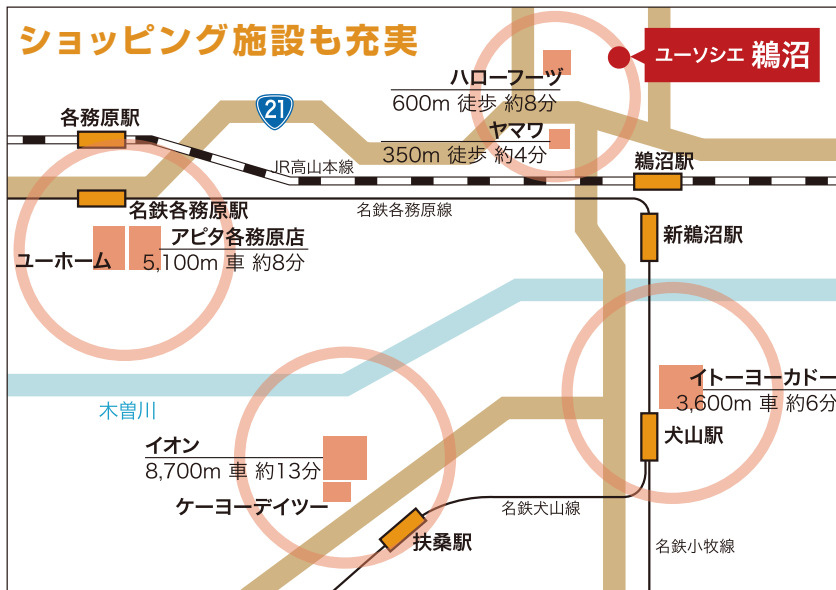 ショッピング施設も充実
ユーソシエ 鵜沼
ハローフーヅ
600m 徒歩 約8分
21
各務原駅
ヤマワ
350m 徒歩 約4分
JR高山本線
鵜沼駅
名鉄各務原駅
名鉄各務原線
新鵜沼駅
アピタ各務原店
ユーホーム
5,100m 車 約8分
イトーヨーカドー
3,600m 車 約6分
木曽川
犬山駅
イオン
8,700m 車 約13分
ケーヨーデイツー
名鉄犬山線
扶桑駅
名鉄小牧線